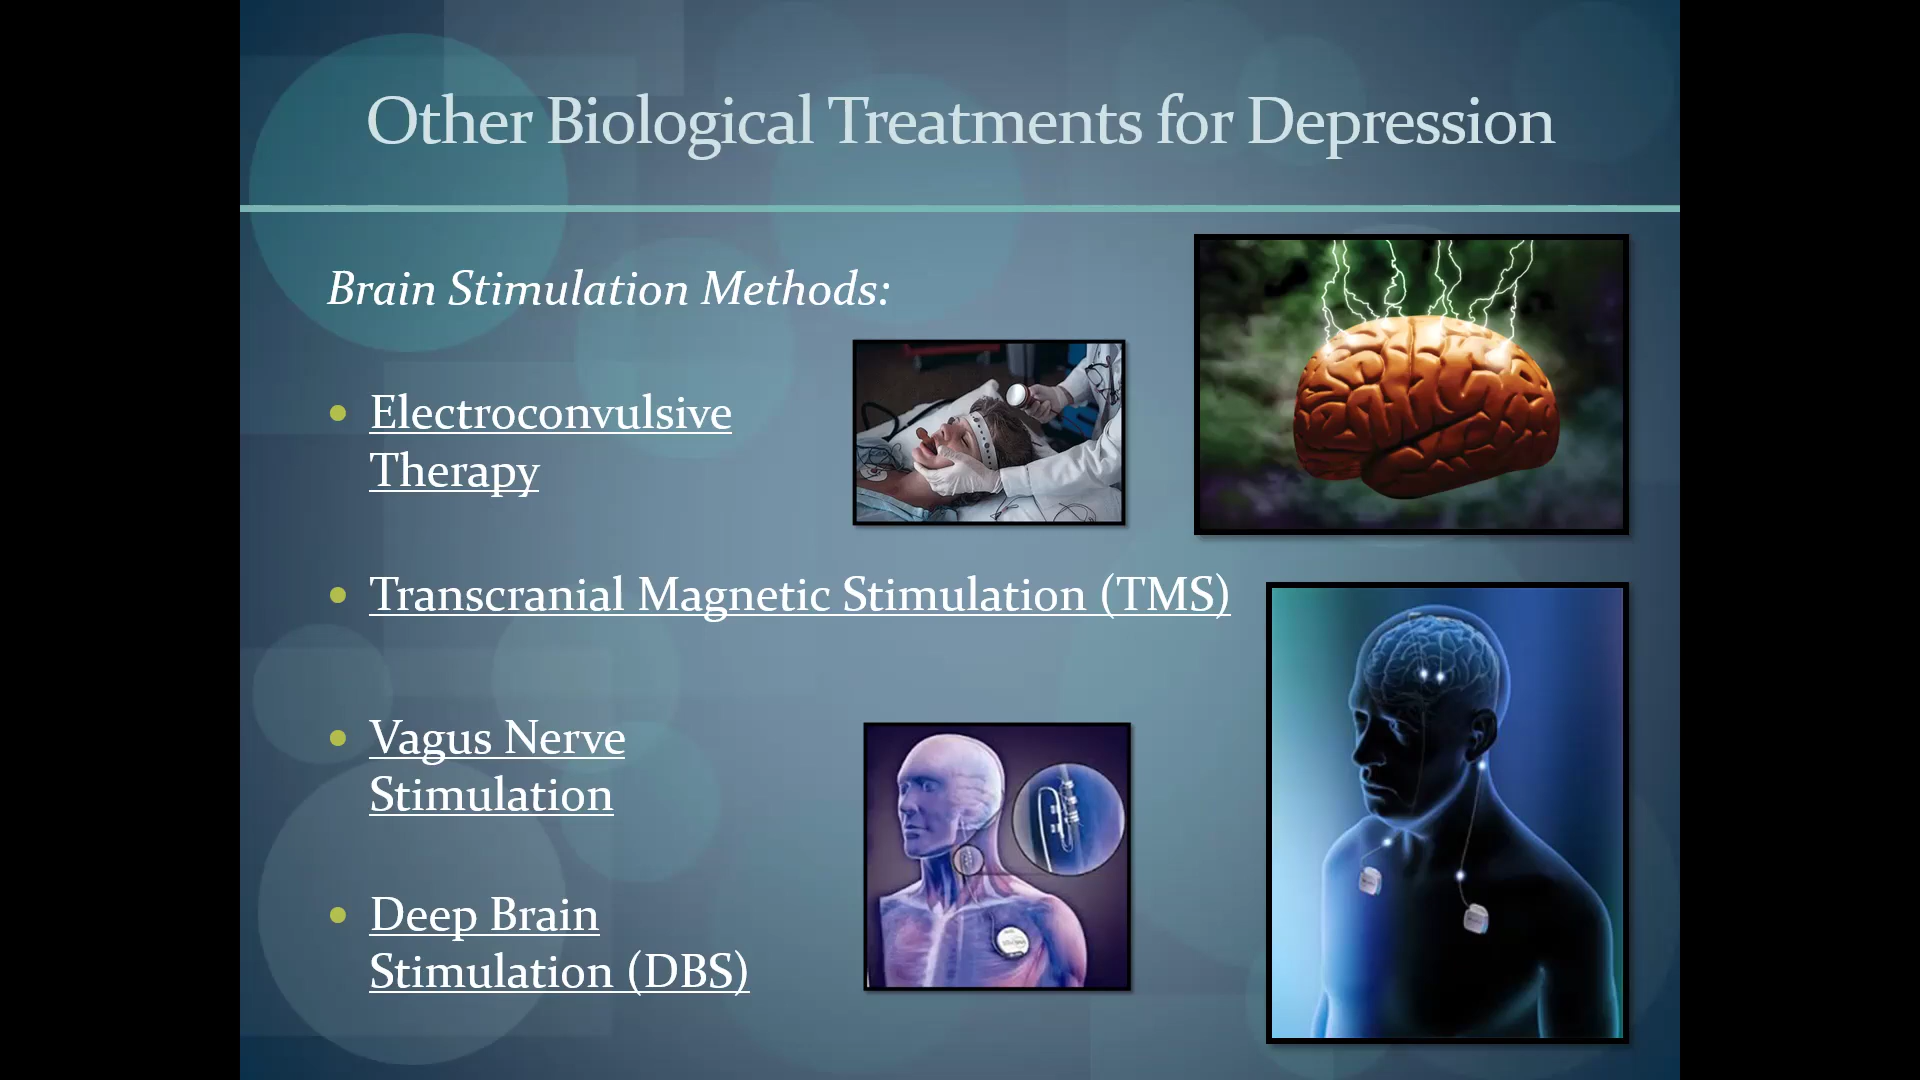 Other Biological Treatments for Depression
Brain Stimulation Methods:
• Electroconvulsive
Therapy
• Transcranial Magnetic Stimulation (TMS)
• Vagus Nerve
Stimulation
• Deep Brain
Stimulation (DBS)